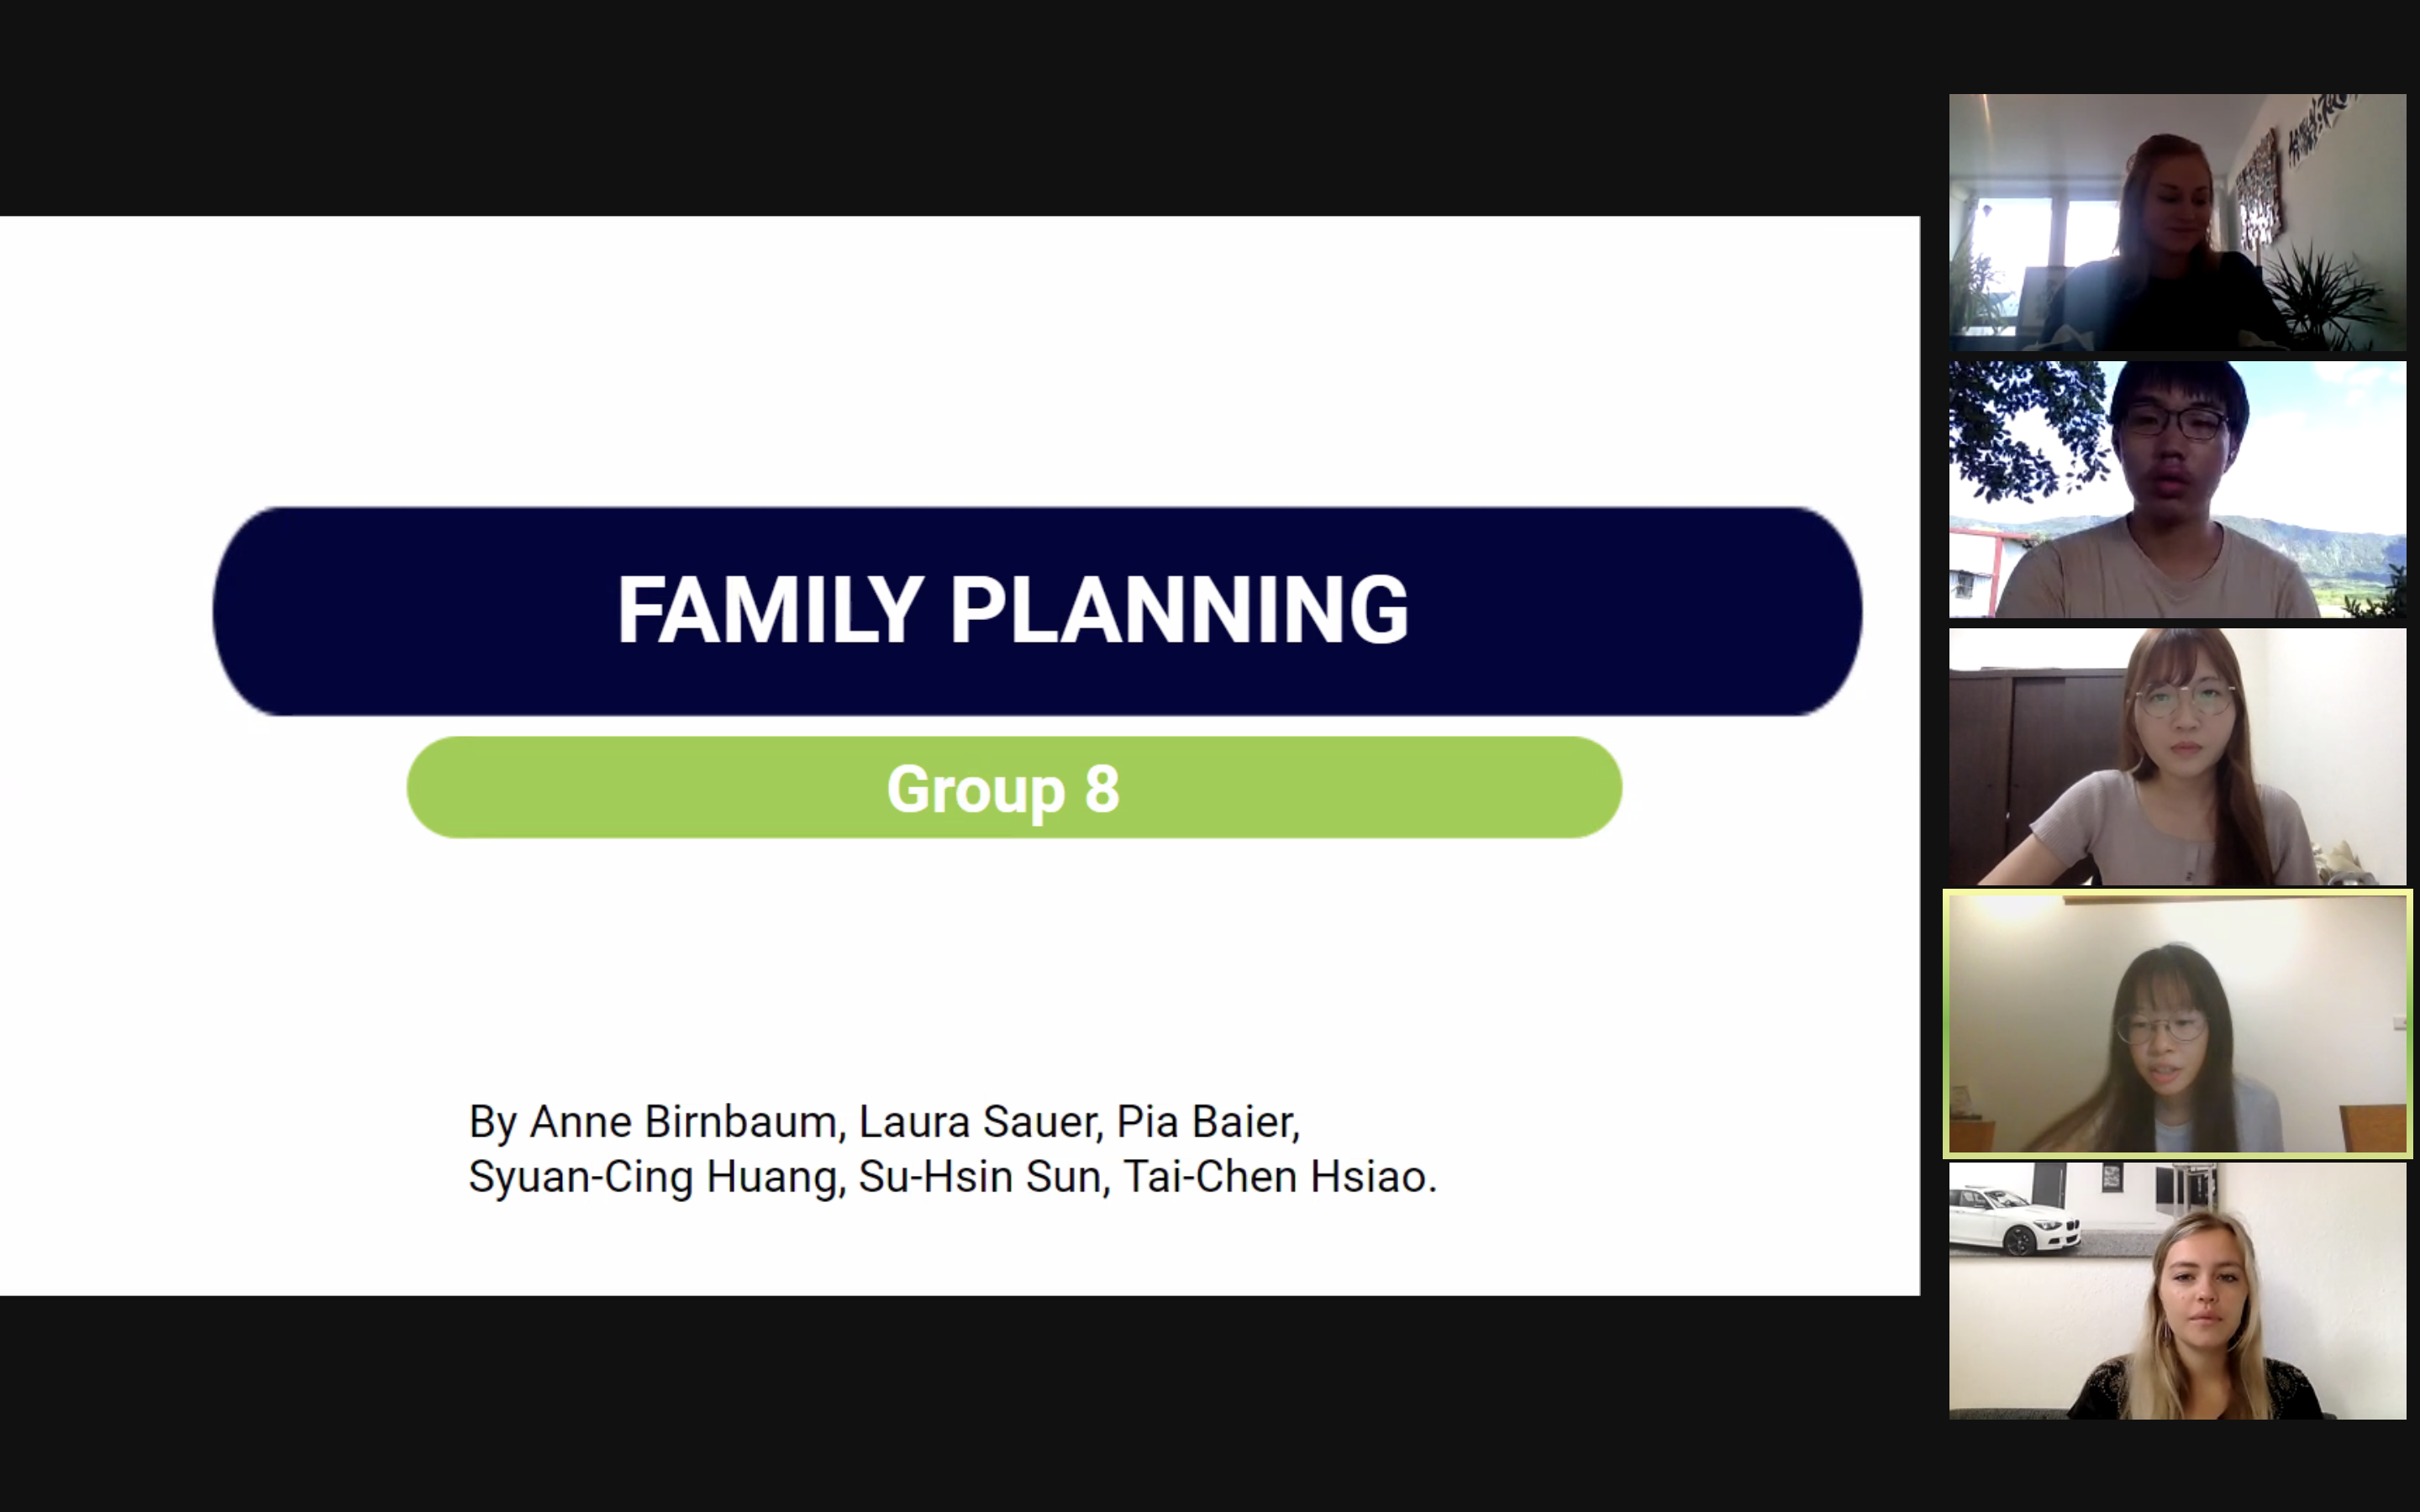 FAMILY PLANNING
Group 8
By Anne Birnbaum, Laura Sauer, Pia Baier,
Syuan-Cing Huang, Su-Hsin Sun, Tai-Chen Hsiao.